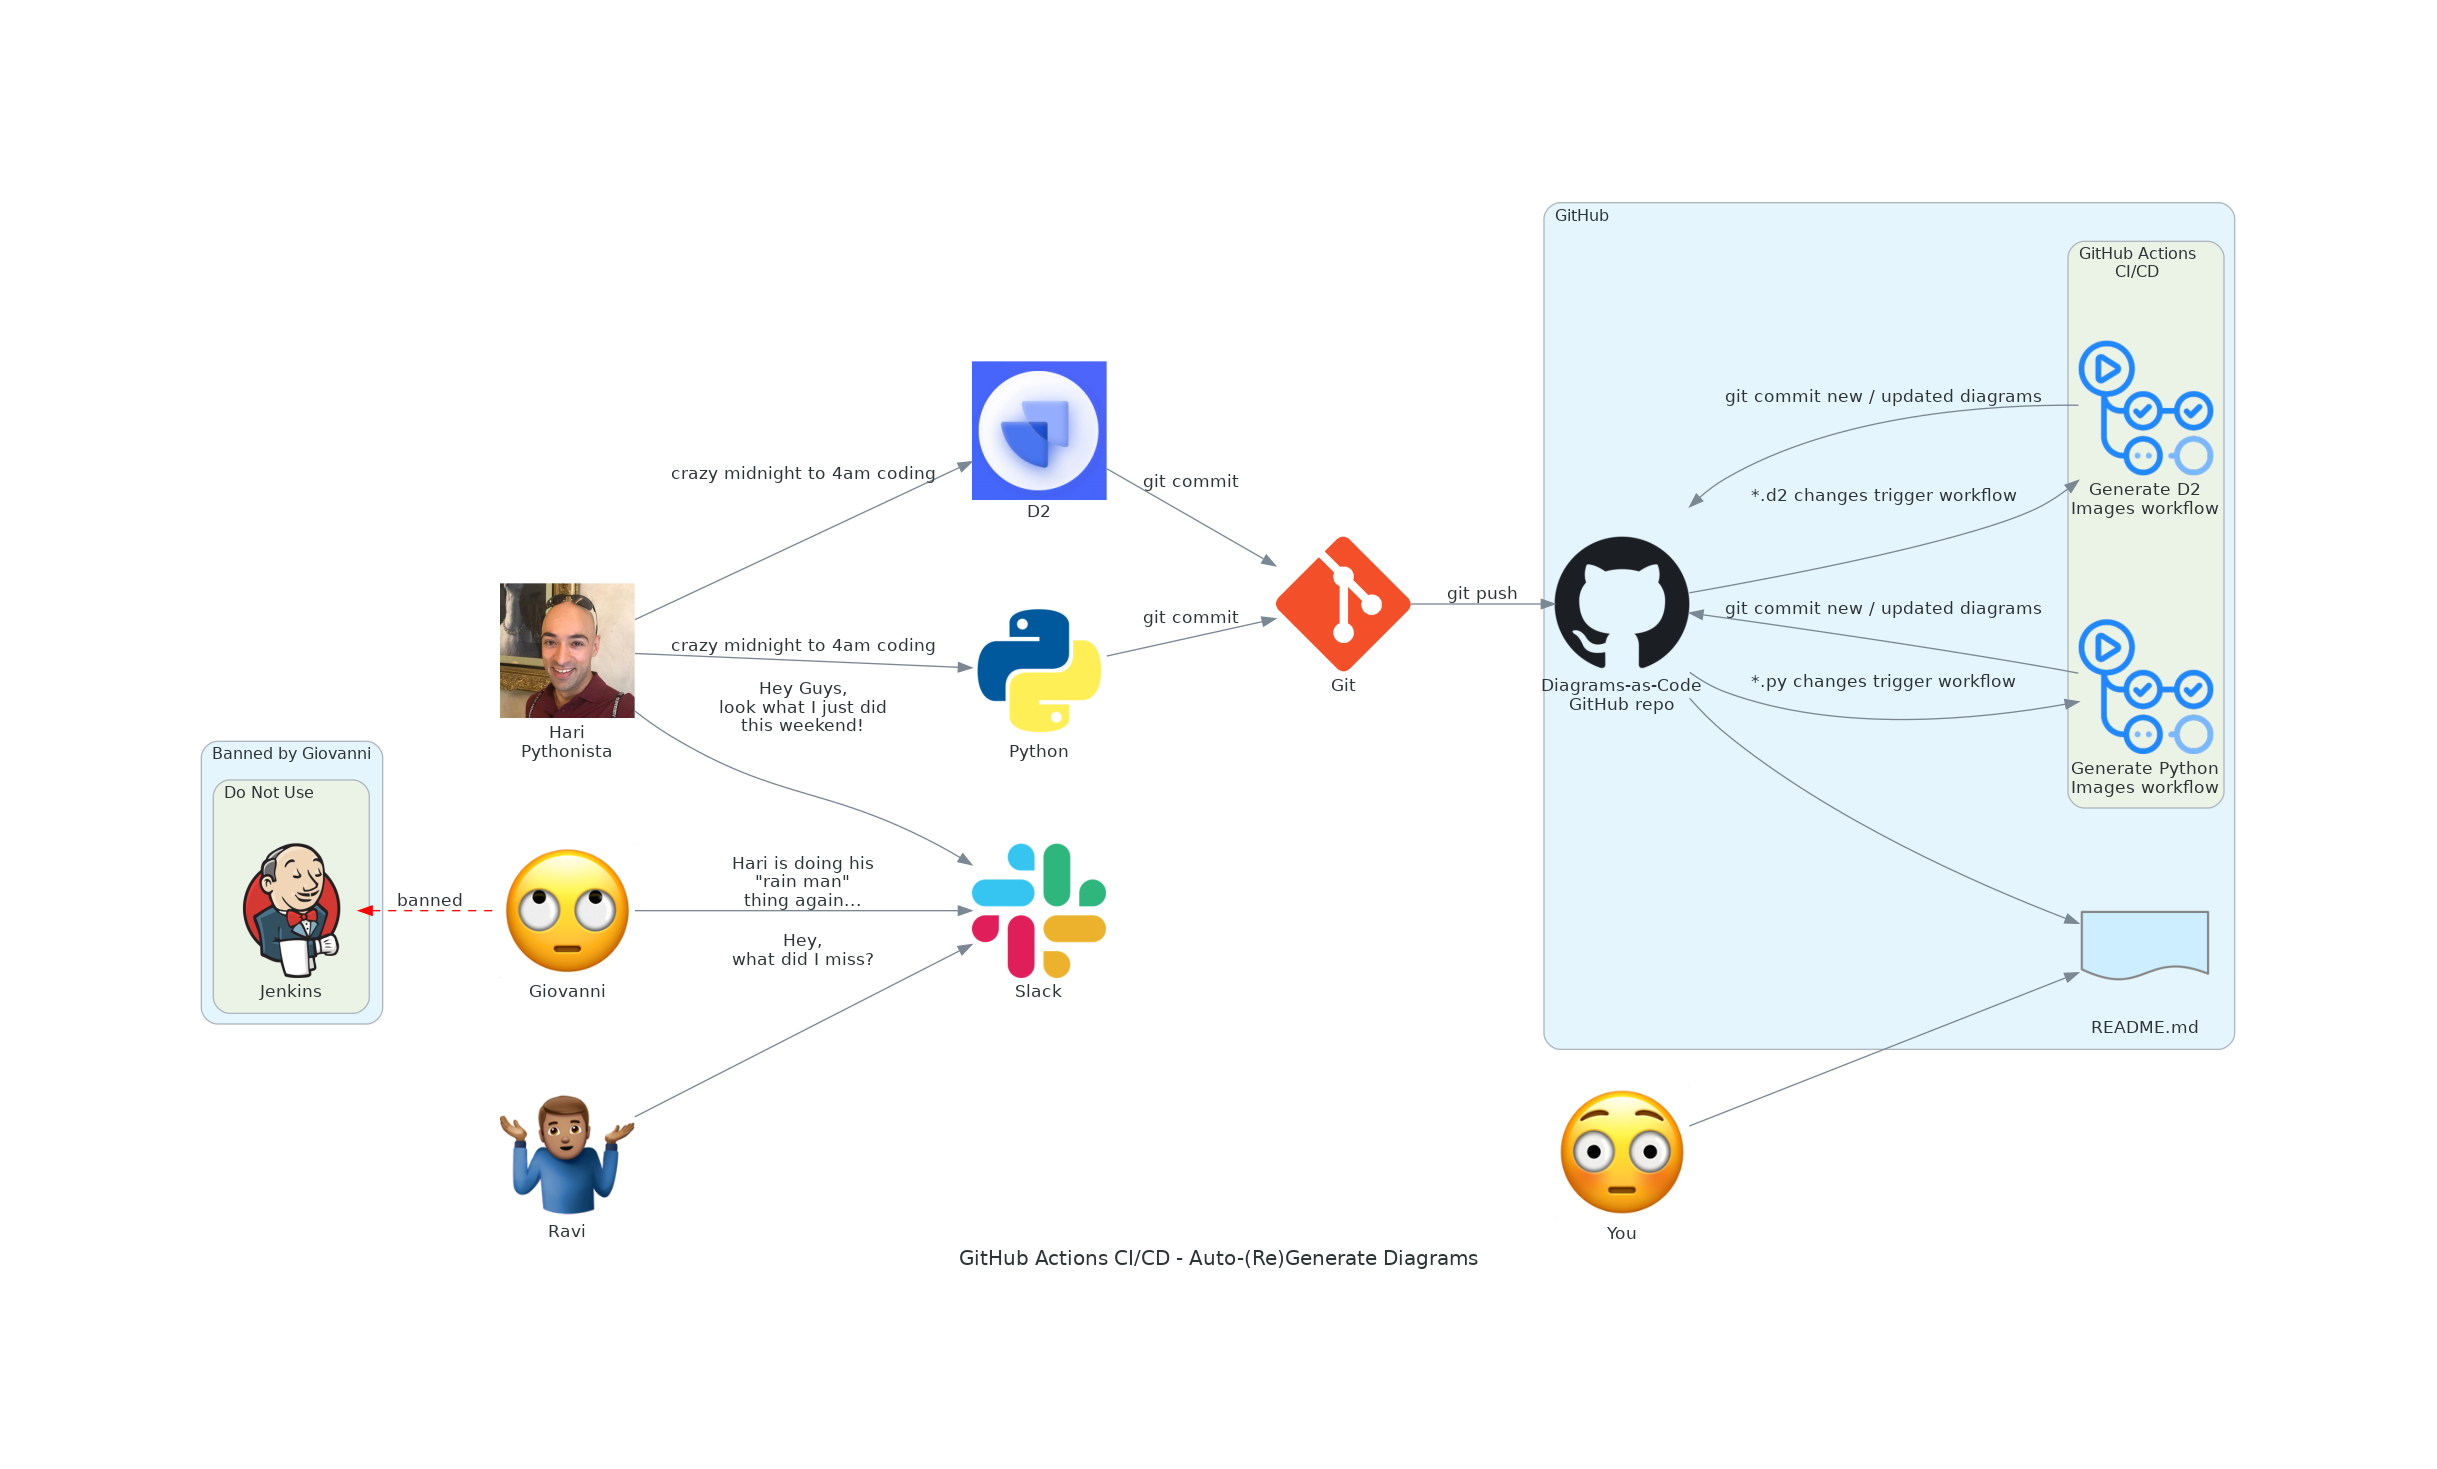 GitHub
GitHub Actions
CI/CD
git commit new / updated diagrams
crazy midnight to 4am coding
git commit
*.d2 changes trigger workflow
Generate D2
Images workflow
D2
git push
git commit new / updated diagrams
git commit
crazy midnight to 4am coding
Hey Guys,
look what I just did
this weekend!
*.py changes trigger workflow
Git
Diagrams-as-Code
GitHub repo
Hari
Pythonista
Python
Generate Python
Images workflow
Banned by Giovanni
Do Not Use
Hari is doing his
"rain man"
thing again...
banned
Hey,
what did I miss?
Jenkins
Giovanni
Slack
README.md
Ravi
You
GitHub Actions CI/CD - Auto-(Re)Generate Diagrams